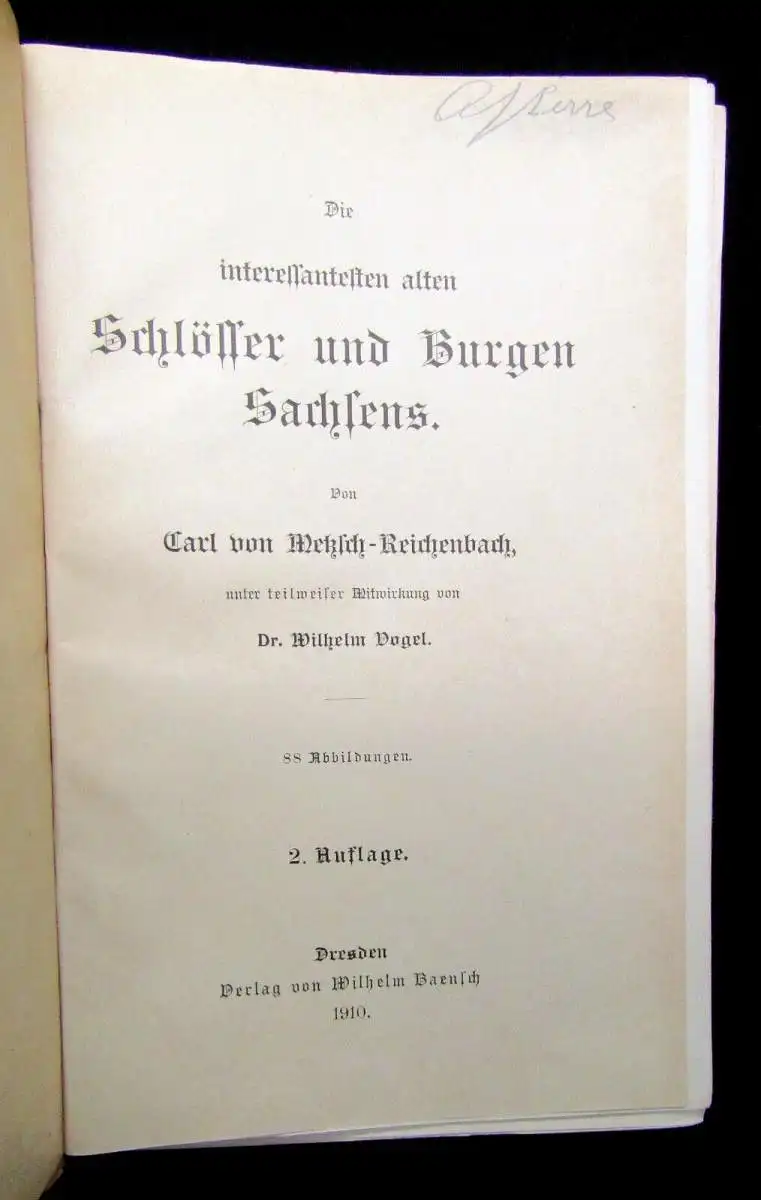 Die
interessantesten alten
Schlösser und Burgen
Sachsens.
Von
Carl von Metzsch-Reichenbach,
unter teilweiser Mitwirkung von
Dr. Wilhelm Vogel.
88 Abbildungen.
2. Auflage.
Dresden
Verlag von Wilhelm Baensch
1910.